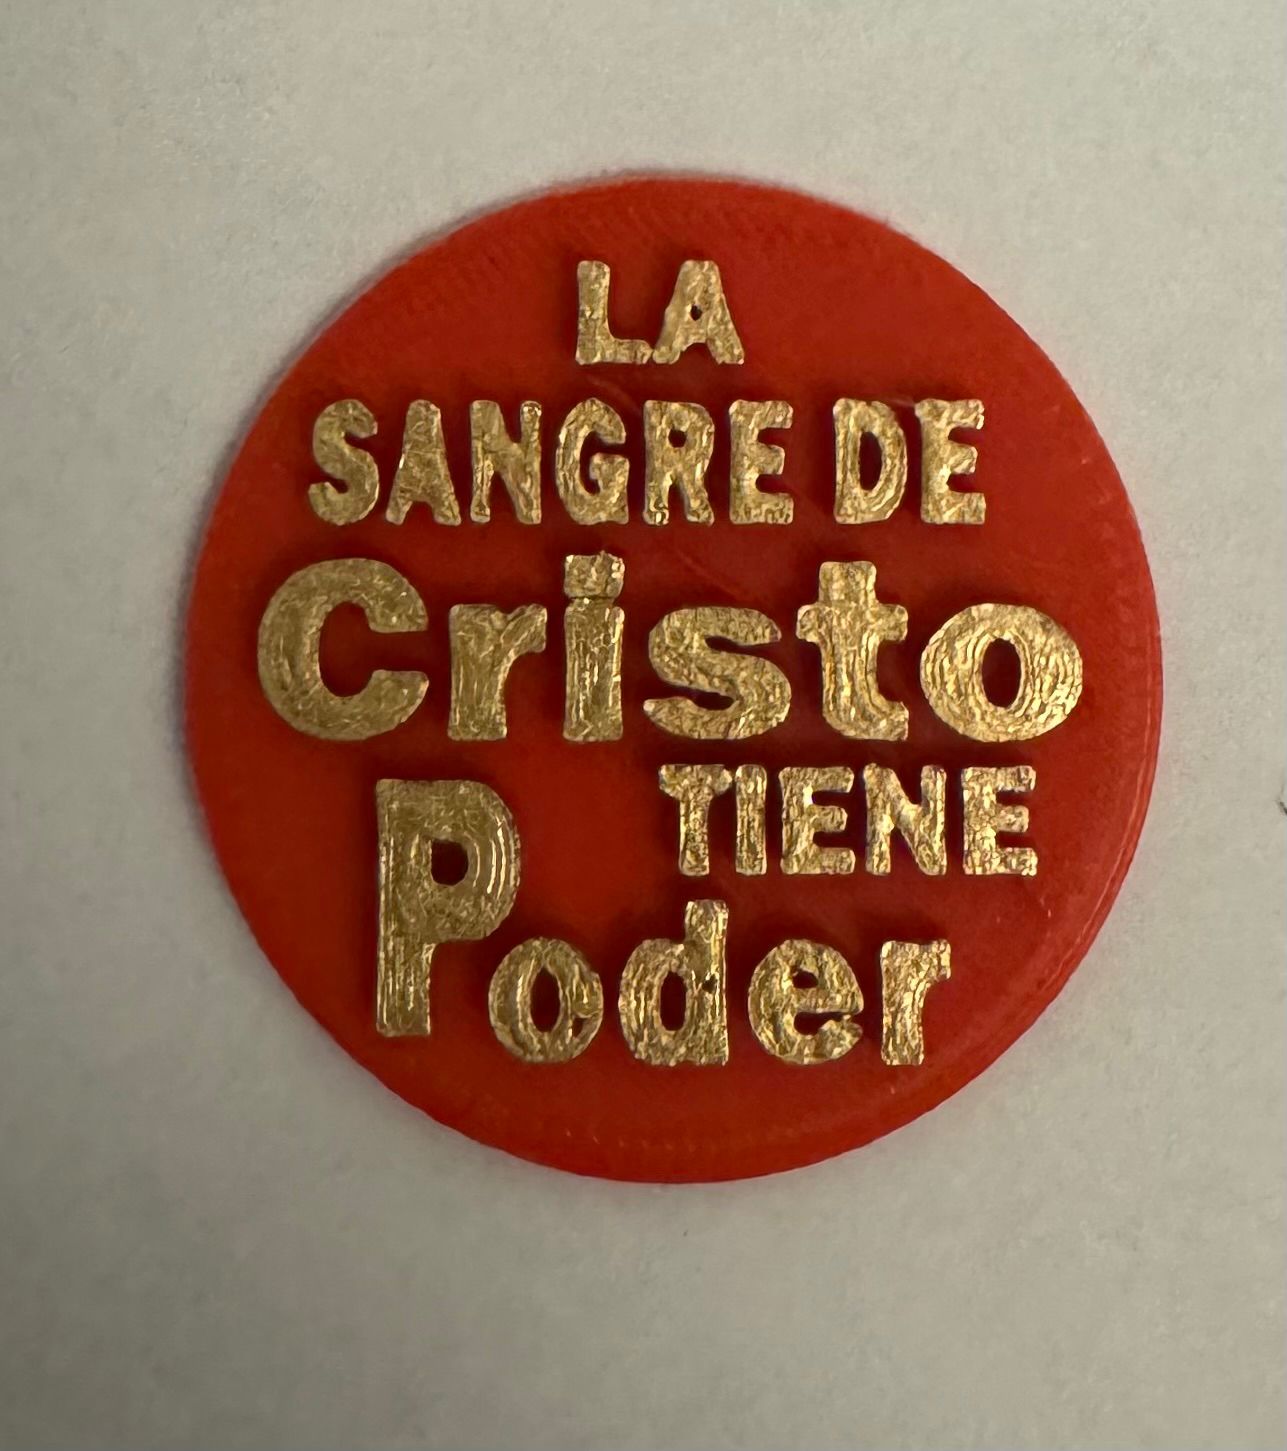 LA
SANGRE DE
Cristo
TIENE
Poder